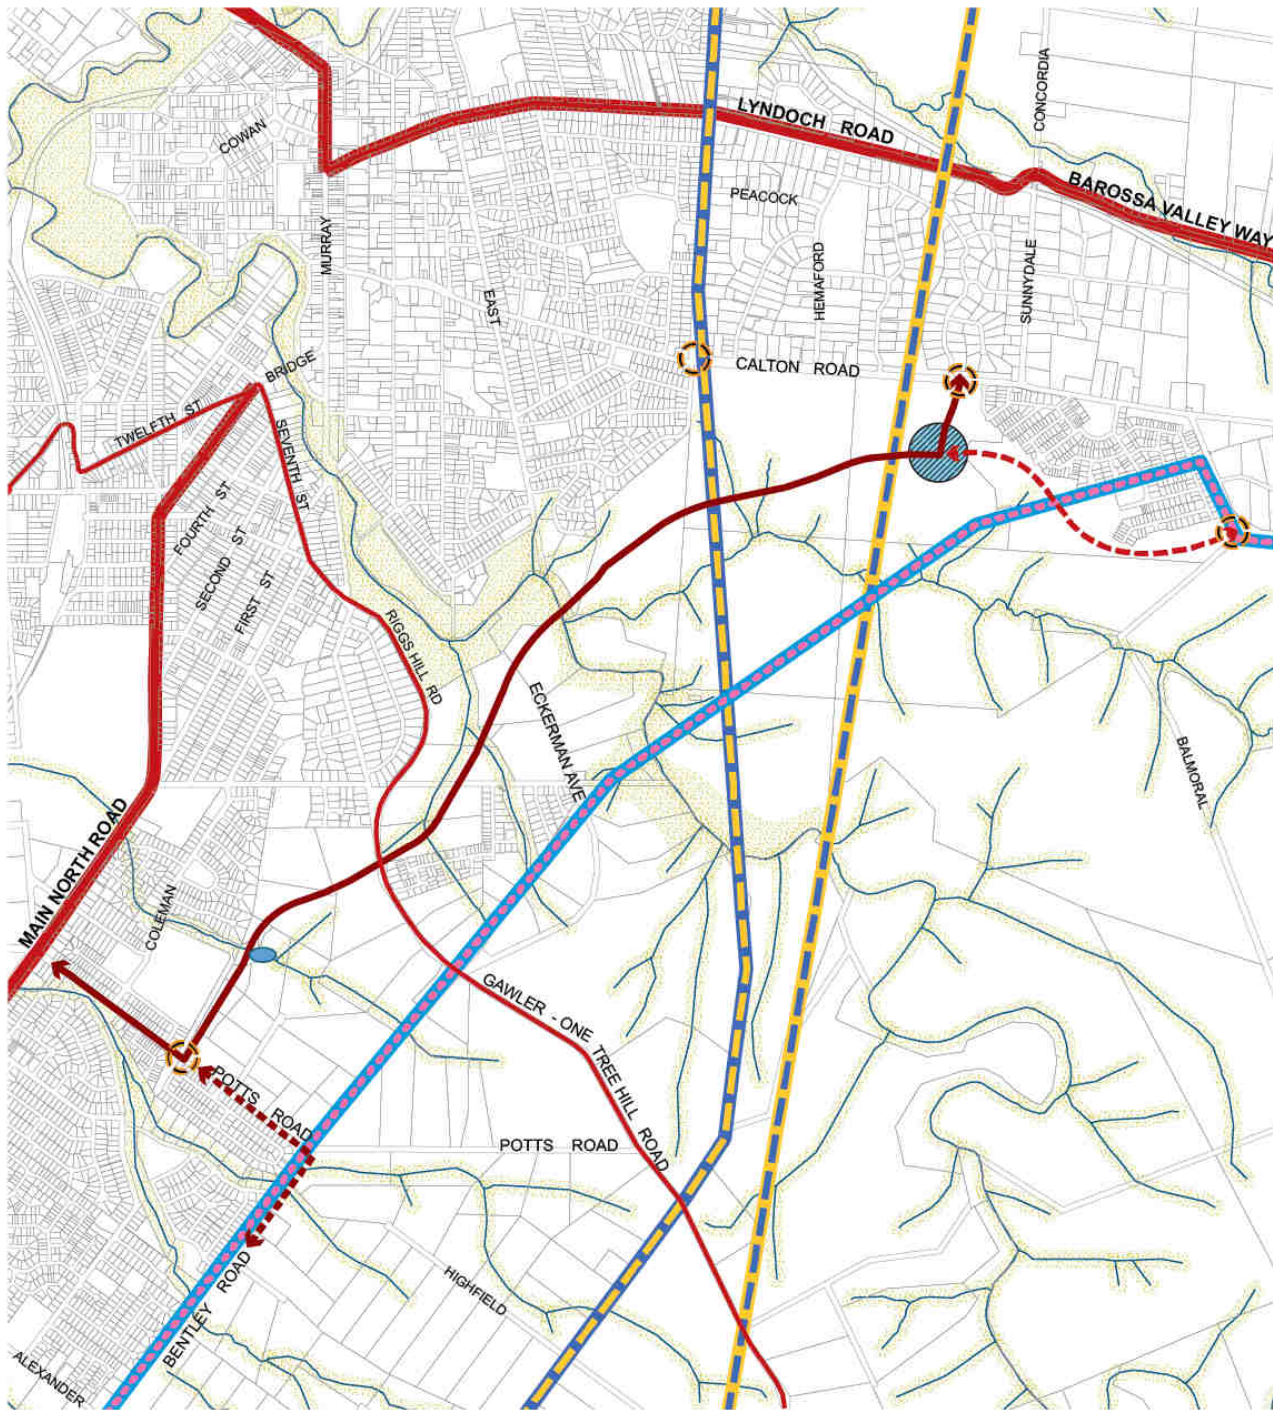 LYNDOCH ROAD
CONCORDIA
COWAN
BAROSSA VALLEY WAY
PEACOCK
MURRAY
HEMAFORD
SUNNYDALE
EAST
BRIDGE
CALTON ROAD
TWELFTH ST
SEVENTH ST
FOURTH ST
SECOND ST
FIRST ST
RIGGS HILL RD
ECKERMAN AVE
BALMORAL
MAIN NORTH ROAD
COLEMAN
GAWLER - ONE TREE HILL ROAD
POTTS ROAD
POTTS ROAD
HIGHFIELD
BENTLEY ROAD
ALEXANDER